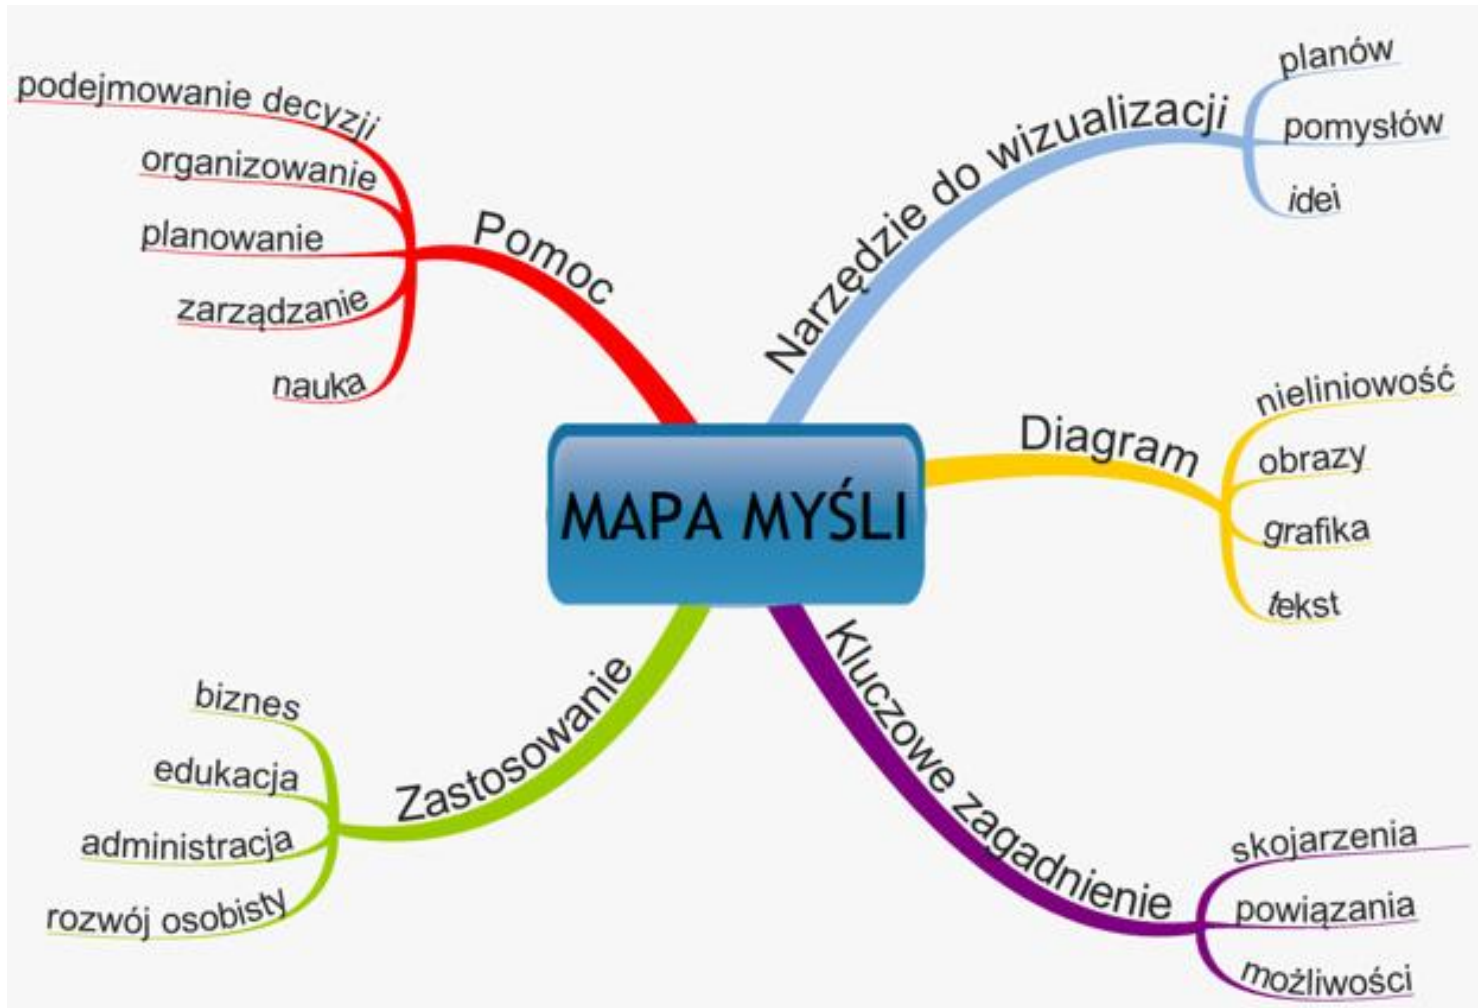 MAPA MYŚLI
Narzędzie do wizualizacji
planów
pomysłów
idei
Diagram
nieliniowość
obrazy
grafika
tekst
Kluczowe zagadnienie
skojarzenia
powiązania
możliwości
Zastosowanie
biznes
edukacja
administracja
rozwój osobisty
Pomoc
podejmowanie decyzji
organizowanie
planowanie
zarządzanie
nauka